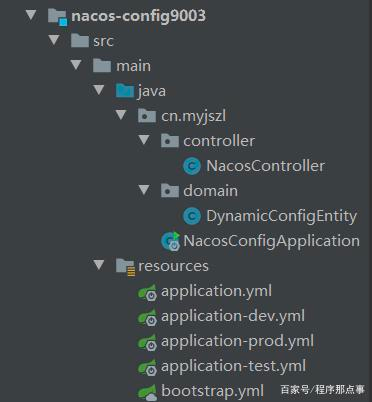 nacos-config9003
src
main
java
cn.myjszl
controller
NacosController
domain
DynamicConfigEntity
NacosConfigApplication
resources
application.yml
application-dev.yml
application-prod.yml
application-test.yml
bootstrap.yml
百家号/程序那点事